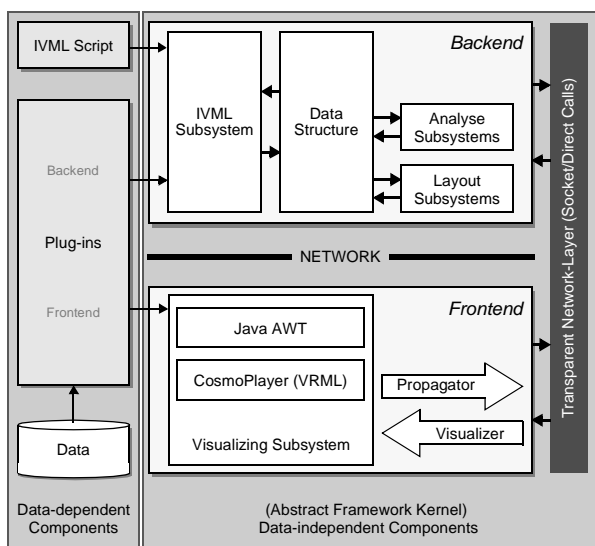 IVML Script
Backend
Plug-ins
Frontend
Data
Data-dependent
Components
Backend
IVML
Subsystem
Data
Structure
Analyse
Subsystems
Layout
Subsystems
NETWORK
Frontend
Java AWT
CosmoPlayer (VRML)
Visualizing Subsystem
Propagator
Visualizer
(Abstract Framework Kernel)
Data-independent Components
Transparent Network-Layer (Socket/Direct Calls)